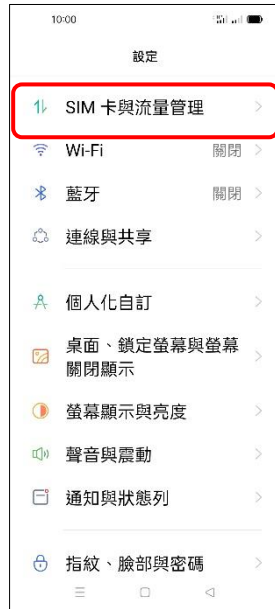 10:00
設定
SIM 卡與流量管理
Wi-Fi 關閉
藍牙 關閉
連線與共享
個人化自訂
桌面、鎖定螢幕與螢幕
關閉顯示
螢幕顯示與亮度
聲音與震動
通知與狀態列
指紋、臉部與密碼